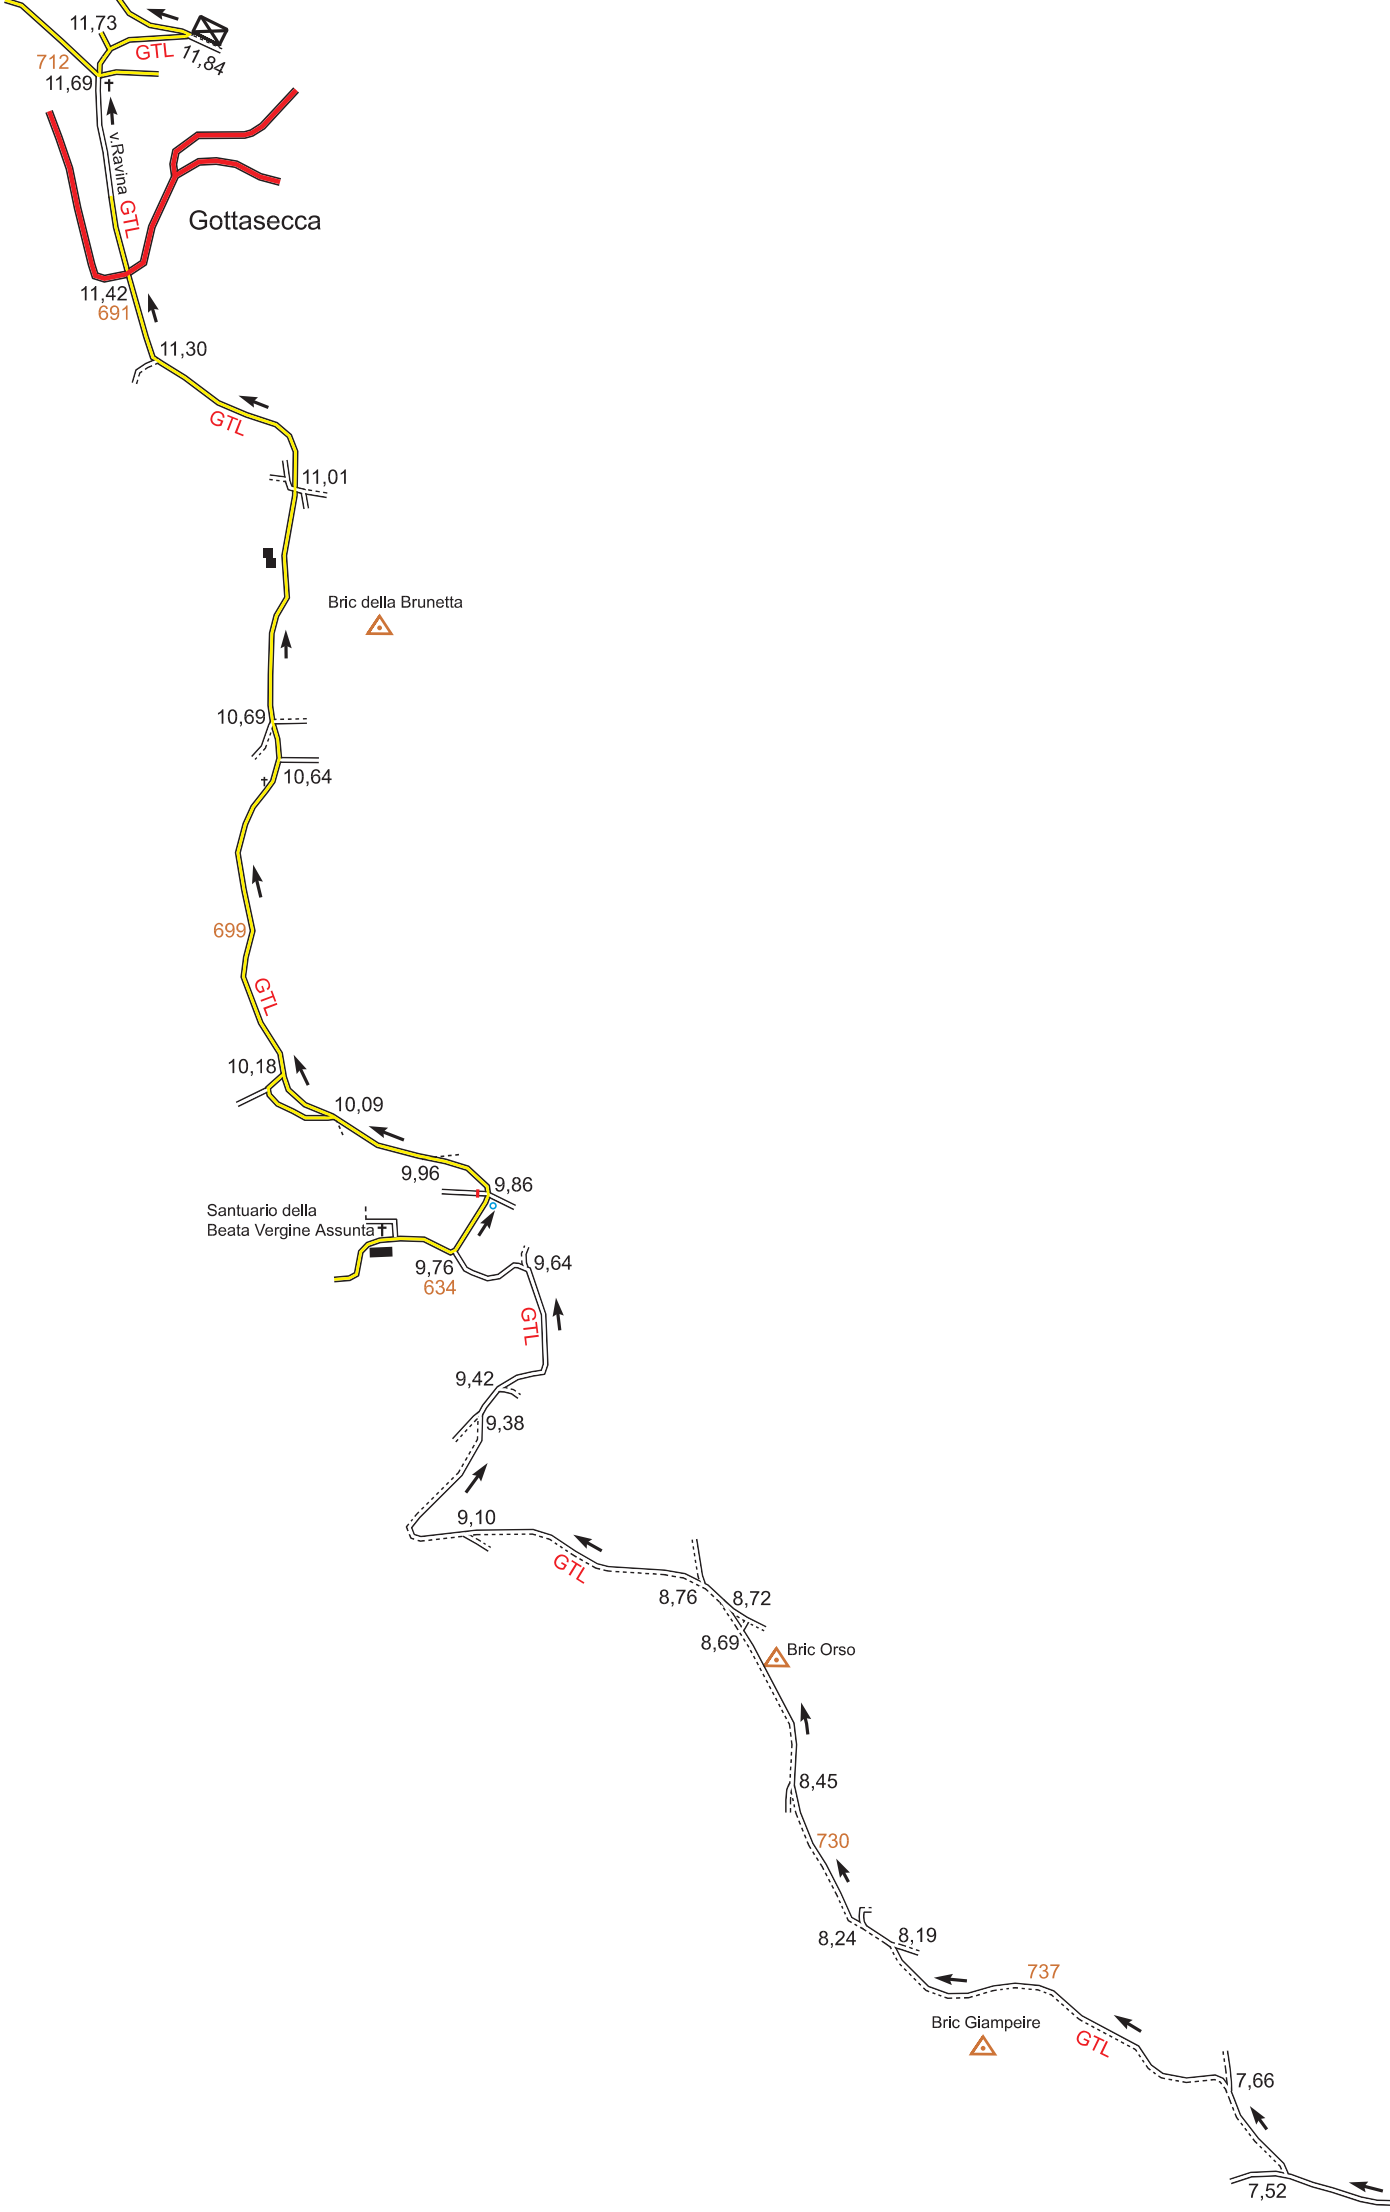 11,73
GTL
11,84
712
11,69
v.Ravina
GTL
Gottasecca
11,42
691
11,30
GTL
11,01
Bric della Brunetta
10,69
10,64
699
GTL
10,18
10,09
9,96
9,86
Santuario della
Beata Vergine Assunta
9,76
634
9,64
GTL
9,42
9,38
9,10
GTL
8,76
8,72
8,69
Bric Orso
8,45
730
8,24
8,19
737
Bric Giampeire
GTL
7,66
7,52